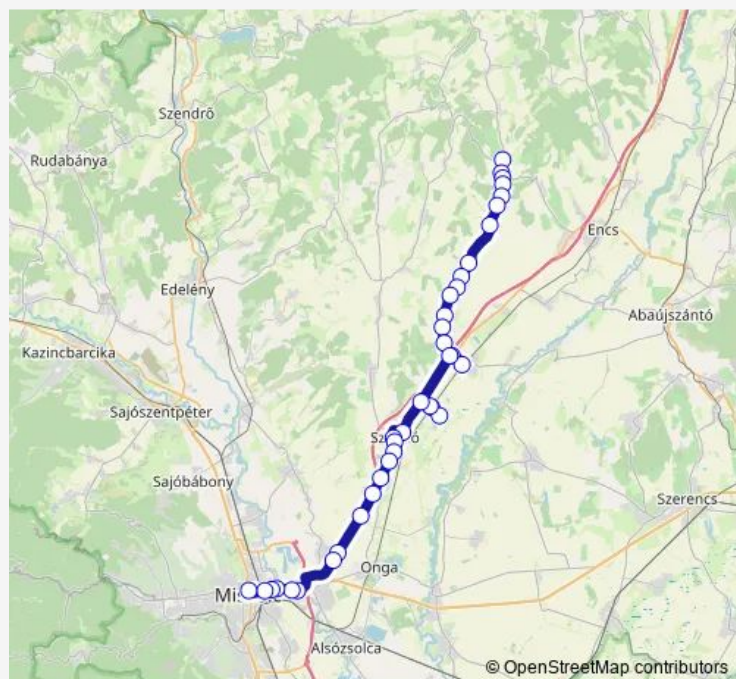 Szendrő
Rudabánya
Encs
Edelény
Abaújszántó
Kazincbarcika
Sajószentpéter
Sajóbábony
Szerencs
Onga
Alsózsolca
© OpenStreetMap contributors